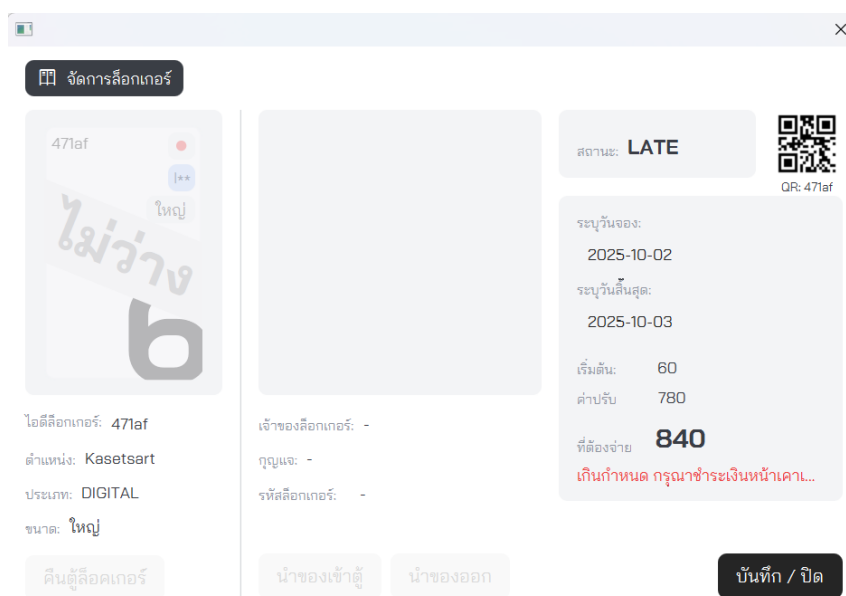 จัดการล็อกเกอร์
471af
|**
ใหญ่
ไม่ว่าง
6
ไอดีล็อกเกอร์: 471af
ตำแหน่ง: Kasetsart
ประเภท: DIGITAL
ขนาด: ใหญ่
คืนตู้ล็อคเกอร์
เจ้าของล็อกเกอร์: -
กุญแจ: -
รหัสล็อกเกอร์: -
นำของเข้าตู้
นำของออก
สถานะ: LATE
QR: 471af
ระบุวันจอง:
2025-10-02
ระบุวันสิ้นสุด:
2025-10-03
เริ่มต้น: 60
ค่าปรับ 780
ที่ต้องจ่าย 840
เกินกำหนด กรุณาชำระเงินหน้าเคาเ...
บันทึก / ปิด